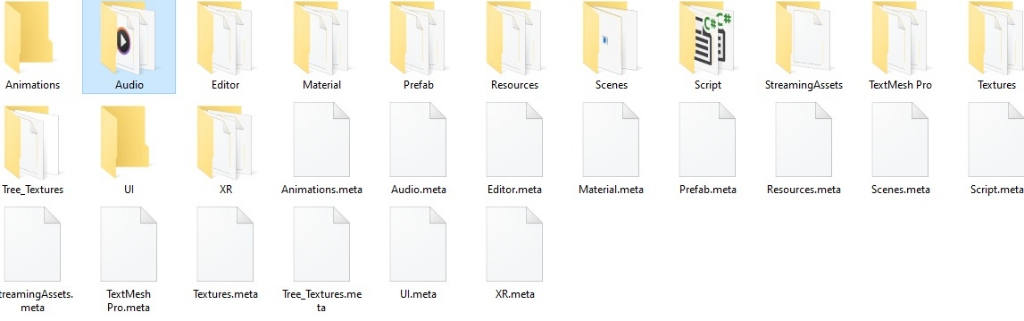 Animations
Audio
Editor
Material
Prefab
Resources
Scenes
C#
C#
Script
StreamingAssets
TextMesh Pro
Textures
Tree_Textures
UI
XR
Animations.meta
Audio.meta
Editor.meta
Material.meta
Prefab.meta
Resources.meta
Scenes.meta
Script.meta
treamingAssets.
meta
TextMesh
Pro.meta
Textures.meta
Tree_Textures.me
ta
UI.meta
XR.meta